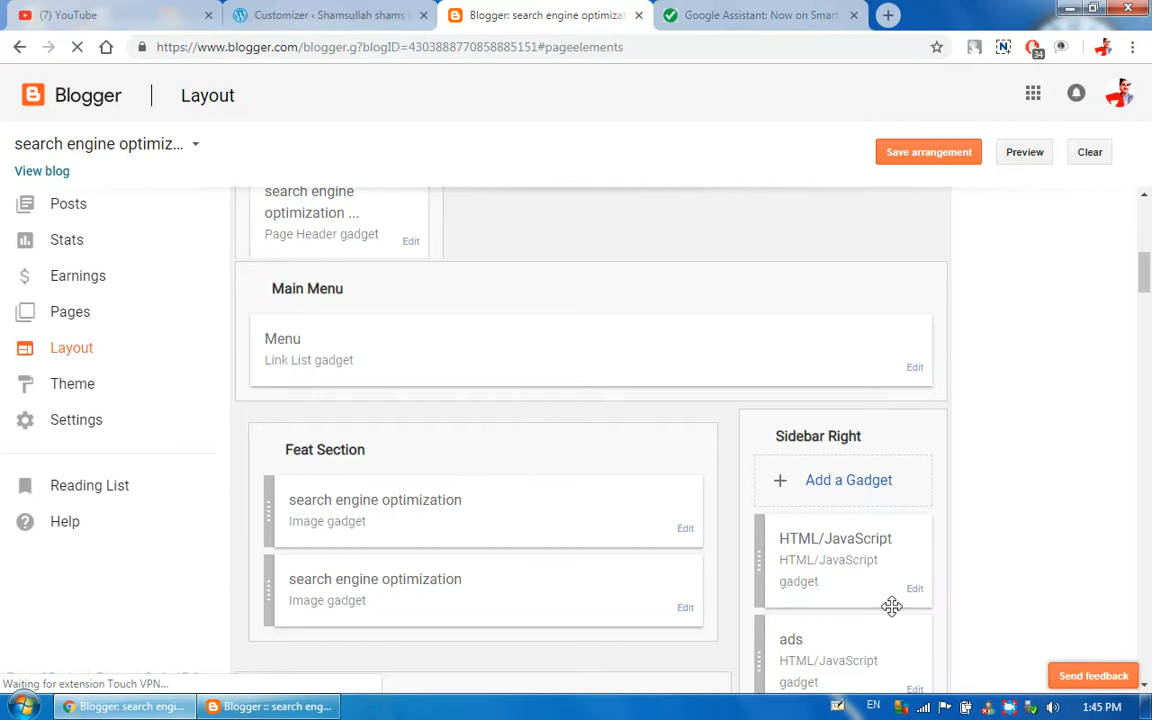 (7) YouTube
Customizer ‹ Shamsullah shams
Blogger: search engine optimizat
Google Assistant: Now on Smart
https://www.blogger.com/blogger.g?blogID=4303888770858885151#pageelements
34
Blogger
Layout
search engine optimiz...
View blog
Save arrangement
Preview
Clear
Posts
Stats
Earnings
Pages
Layout
Theme
Settings
Reading List
Help
search engine
optimization ...
Page Header gadget
Edit
Main Menu
Menu
Link List gadget
Edit
Feat Section
search engine optimization
Image gadget
Edit
search engine optimization
Image gadget
Edit
Sidebar Right
+ Add a Gadget
HTML/JavaScript
HTML/JavaScript
gadget
Edit
ads
HTML/JavaScript
gadget
Edit
Send feedback
Waiting for extension Touch VPN...
Blogger: search engi...
Blogger :: search eng...
EN
1:45 PM